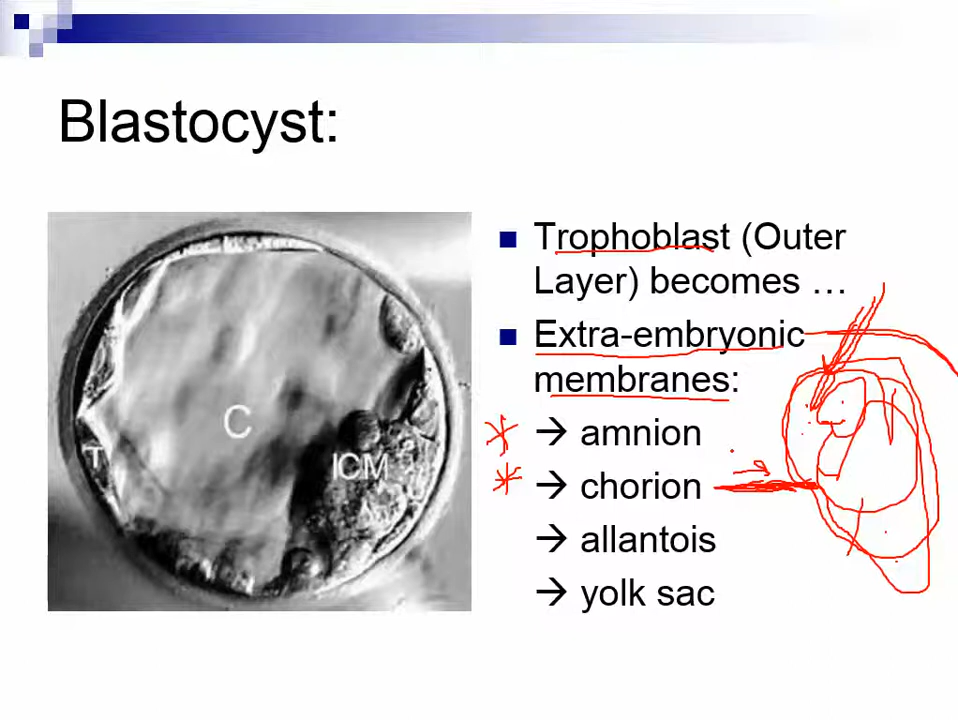 Blastocyst:
C
T
ICM
■ Trophoblast (Outer
Layer) becomes …
■ Extra-embryonic
membranes:
* → amnion
* → chorion
→ allantois
→ yolk sac